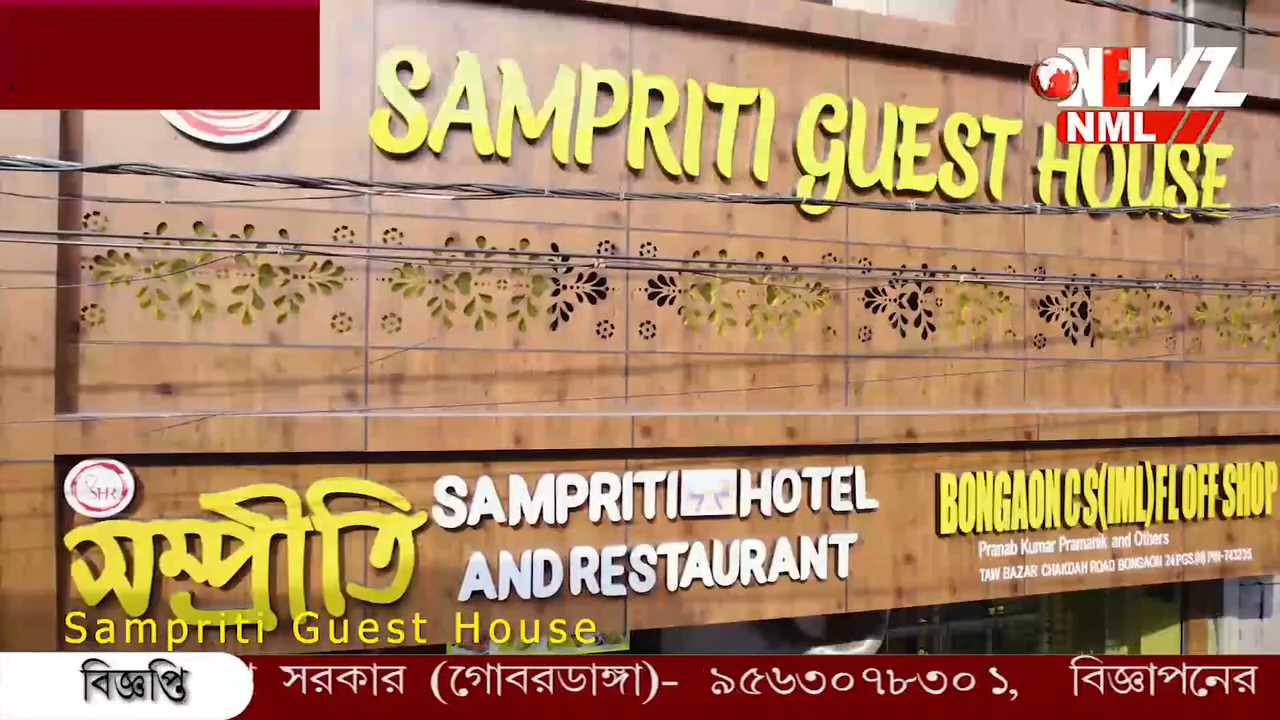 NEWZ
NML
SAMPRITI GUEST HOUSE
SHR
সম্প্রীতি
SAMPRITI HOTEL
AND RESTAURANT
BONGAON CS(IML) FL OFF SHOP
Pranab Kumar Pramanik and Others
TAW BAZAR CHAKDAH ROAD BONGAON 24 PGS.(N) PIN-743235
Sampriti Guest House
বিজ্ঞপ্তি
সরকার (গোবরডাঙ্গা)- ৯৫৬৩০৭৮৩০১, বিজ্ঞাপনের